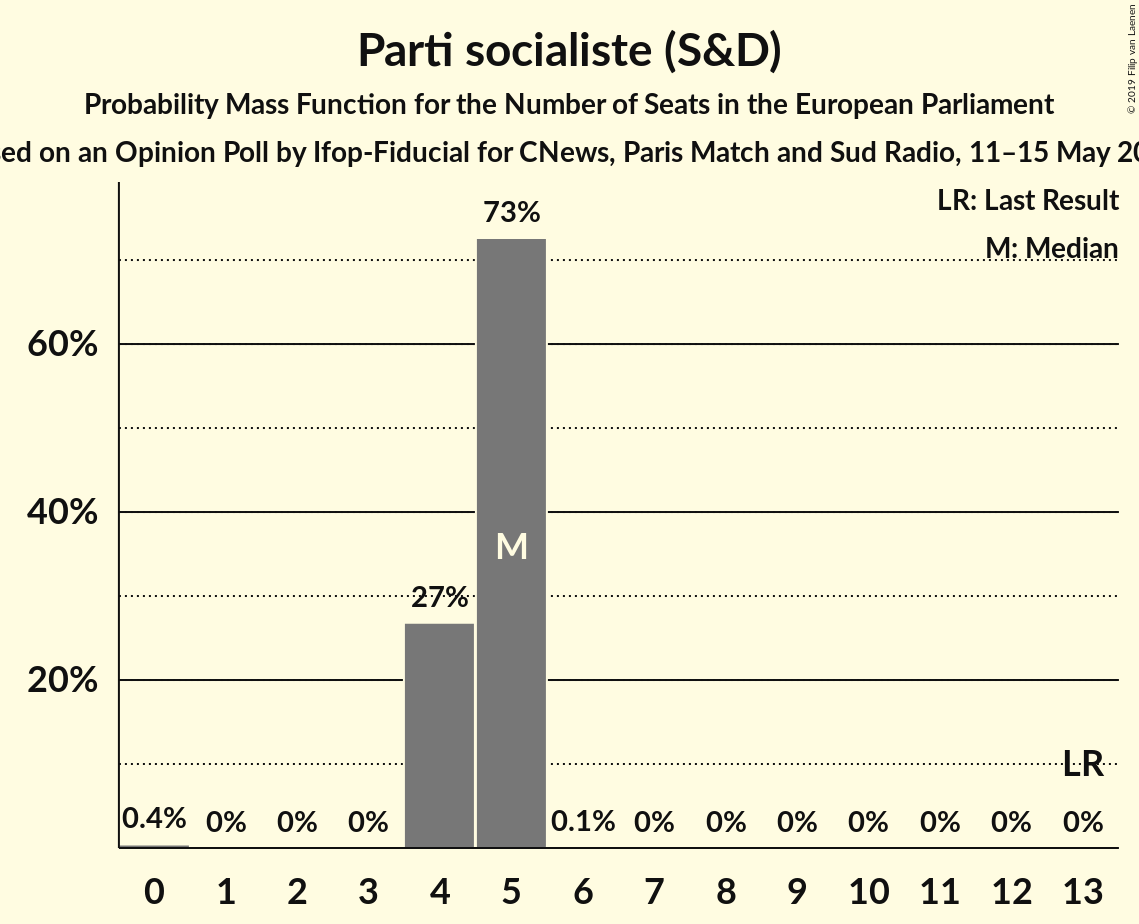 Parti socialiste (S&D)
Probability Mass Function for the Number of Seats in the European Parliament
on an Opinion Poll by Ifop-Fiducial for CNews, Paris Match and Sud Radio, 11–15 May
© 2019 Filip van Laenen
LR: Last Result
M: Median
73%
60%
40%
M
27%
20%
LR
0.4% 0% 0% 0% 0.1% 0% 0% 0% 0% 0% 0% 0%
0 1 2 3 4 5 6 7 8 9 10 11 12 13